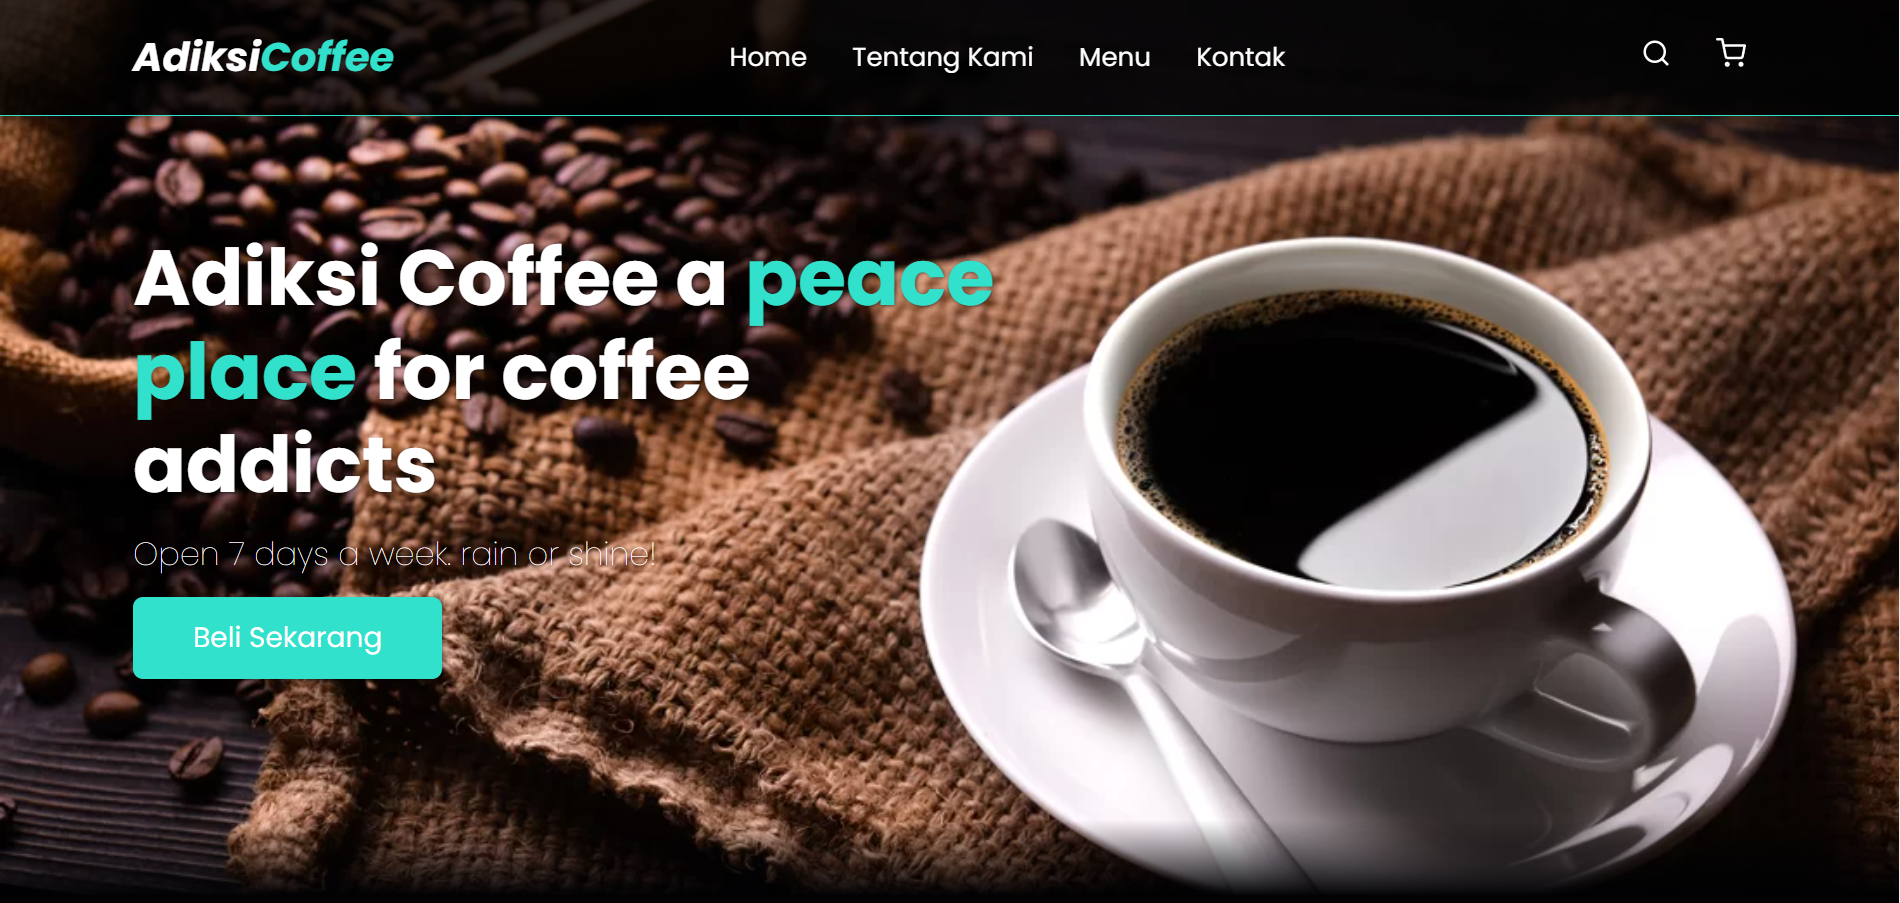 AdiksiCoffee
Home Tentang Kami Menu Kontak
Adiksi Coffee a peace
place for coffee
addicts
Open 7 days a week. rain or shine!
Beli Sekarang